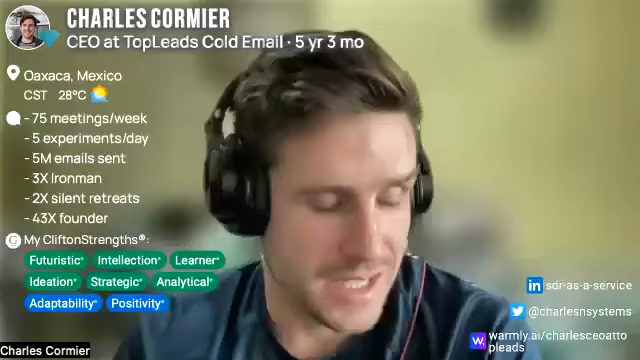 CHARLES CORMIER
CEO at TopLeads Cold Email · 5 yr 3 mo
Oaxaca, Mexico
CST 28°C
- 75 meetings/week
- 5 experiments/day
- 5M emails sent
- 3X Ironman
- 2X silent retreats
- 43X founder
My CliftonStrengths®:
Futuristic® Intellection® Learner®
Ideation® Strategic® Analytical®
Adaptability® Positivity®
in sdr-as-a-service
@charlesnsystems
warmly.ai/charlesceoatto
pleads
Charles Cormier